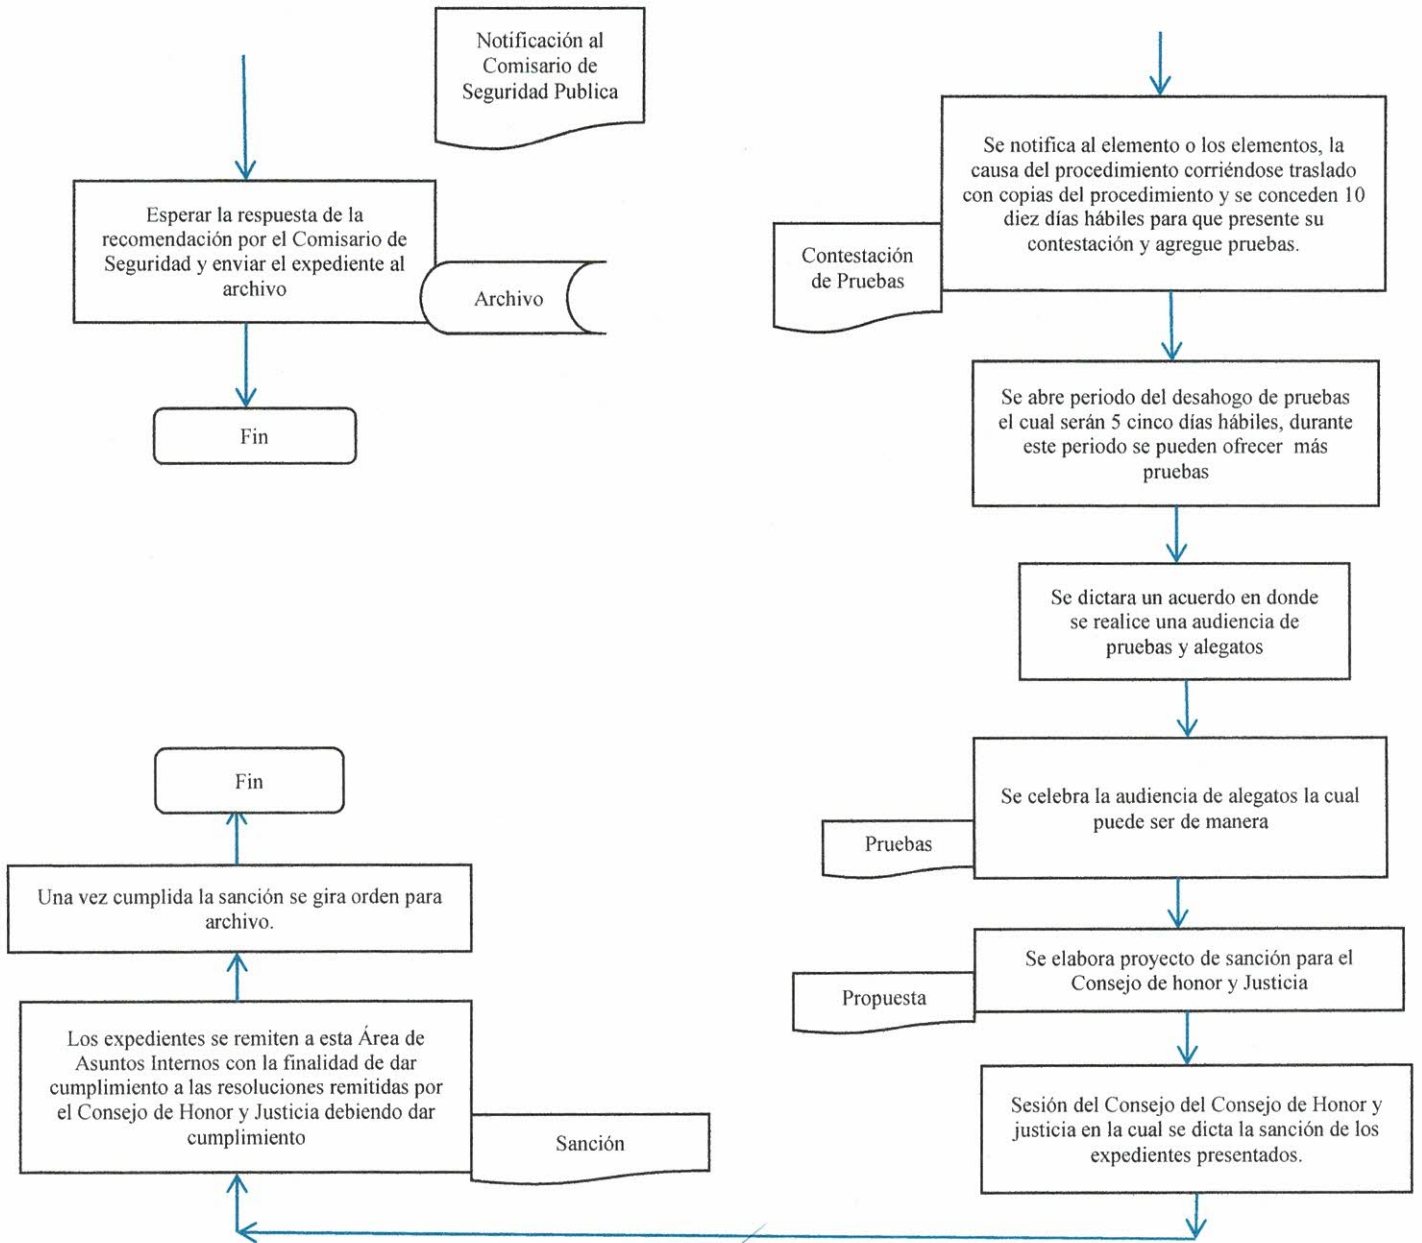 Notificación al
Comisario de
Seguridad Publica
Esperar la respuesta de la
recomendación por el Comisario de
Seguridad y enviar el expediente al
archivo
Archivo
Fin
Se notifica al elemento o los elementos, la
causa del procedimiento corriéndose traslado
con copias del procedimiento y se conceden 10
diez días hábiles para que presente su
contestación y agregue pruebas.
Contestación
de Pruebas
Se abre periodo del desahogo de pruebas
el cual serán 5 cinco días hábiles, durante
este periodo se pueden ofrecer más
pruebas
Se dictara un acuerdo en donde
se realice una audiencia de
pruebas y alegatos
Se celebra la audiencia de alegatos la cual
puede ser de manera
Pruebas
Se elabora proyecto de sanción para el
Consejo de honor y Justicia
Propuesta
Sesión del Consejo del Consejo de Honor y
justicia en la cual se dicta la sanción de los
expedientes presentados.
Los expedientes se remiten a esta Área de
Asuntos Internos con la finalidad de dar
cumplimiento a las resoluciones remitidas por
el Consejo de Honor y Justicia debiendo dar
cumplimiento
Sanción
Una vez cumplida la sanción se gira orden para
archivo.
Fin